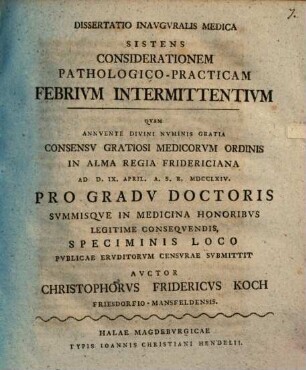 7.
DISSERTATIO INAVGVRALIS MEDICA
SISTENS
CONSIDERATIONEM
PATHOLOGICO-PRACTICAM
FEBRIVM INTERMITTENTIVM
QVAM
ANNVENTE DIVINI NVMINIS GRATIA
CONSENSV GRATIOSI MEDICORVM ORDINIS
IN ALMA REGIA FRIDERICIANA
AD D. IX. APRIL. A. S. R. MDCCLXIV.
PRO GRADV DOCTORIS
SVMMISQVE IN MEDICINA HONORIBVS
LEGITIME CONSEQVENDIS,
SPECIMINIS LOCO
PVBLICAE ERVDITORVM CENSVRAE SVBMITTIT
AVCTOR
CHRISTOPHORVS FRIDERICVS KOCH
FRIESDORFIO-MANSFELDENSIS.
HALAE MAGDEBVRGICAE
TYPIS IOANNIS CHRISTIANI HENDELII.